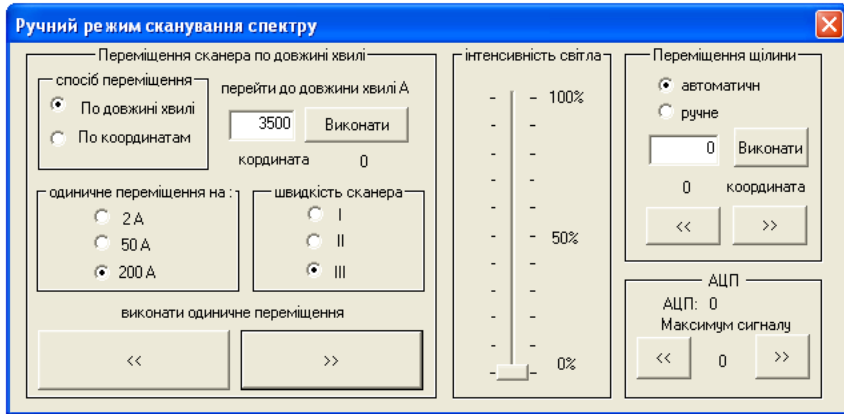 Ручний режим сканування спектру
Переміщення сканера по довжині хвилі
спосіб переміщення
По довжині хвилі
По координатам
перейти до довжини хвилі А
3500
Виконати
кордината 0
одиничне переміщення на :
2 А
50 А
200 А
швидкість сканера
I
II
III
виконати одиничне переміщення
<< >>
інтенсивність світла
100%
50%
0%
Переміщення щілини
автоматичн
ручне
0
Виконати
0 координата
<< >>
АЦП
АЦП: 0
Максимум сигналу
<< 0 >>